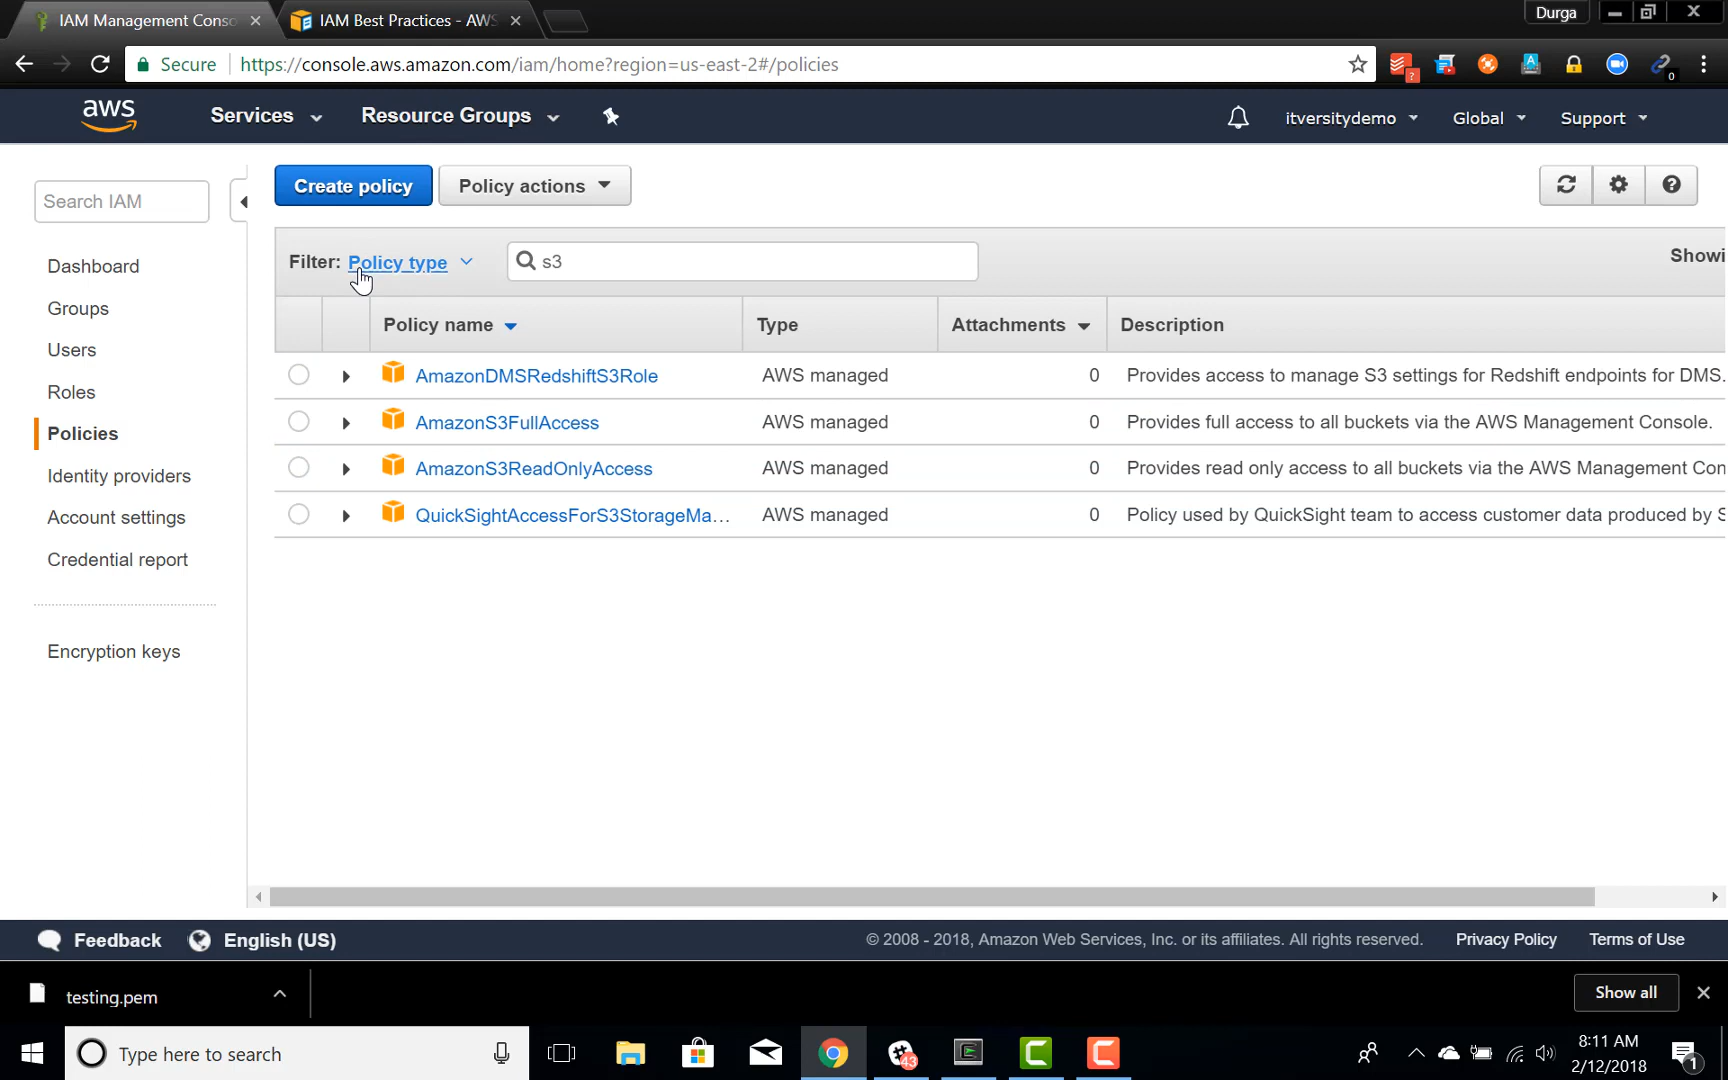 IAM Management Conso
IAM Best Practices - AWS
Durga
Secure
https://console.aws.amazon.com/iam/home?region=us-east-2#/policies
?
A
0
aws
Services
Resource Groups
itversitydemo
Global
Support
Search IAM
Create policy
Policy actions
Filter: Policy type
s3
Showi
Dashboard
Groups
Users
Roles
Policies
Identity providers
Account settings
Credential report
Encryption keys
Policy name
Type
Attachments
Description
AmazonDMSRedshiftS3Role
AWS managed
0
Provides access to manage S3 settings for Redshift endpoints for DMS.
AmazonS3FullAccess
AWS managed
0
Provides full access to all buckets via the AWS Management Console.
AmazonS3ReadOnlyAccess
AWS managed
0
Provides read only access to all buckets via the AWS Management Con
QuickSightAccessForS3StorageMa...
AWS managed
0
Policy used by QuickSight team to access customer data produced by S
Feedback
English (US)
© 2008 - 2018, Amazon Web Services, Inc. or its affiliates. All rights reserved.
Privacy Policy
Terms of Use
testing.pem
Show all
Type here to search
43
8:11 AM
2/12/2018
1